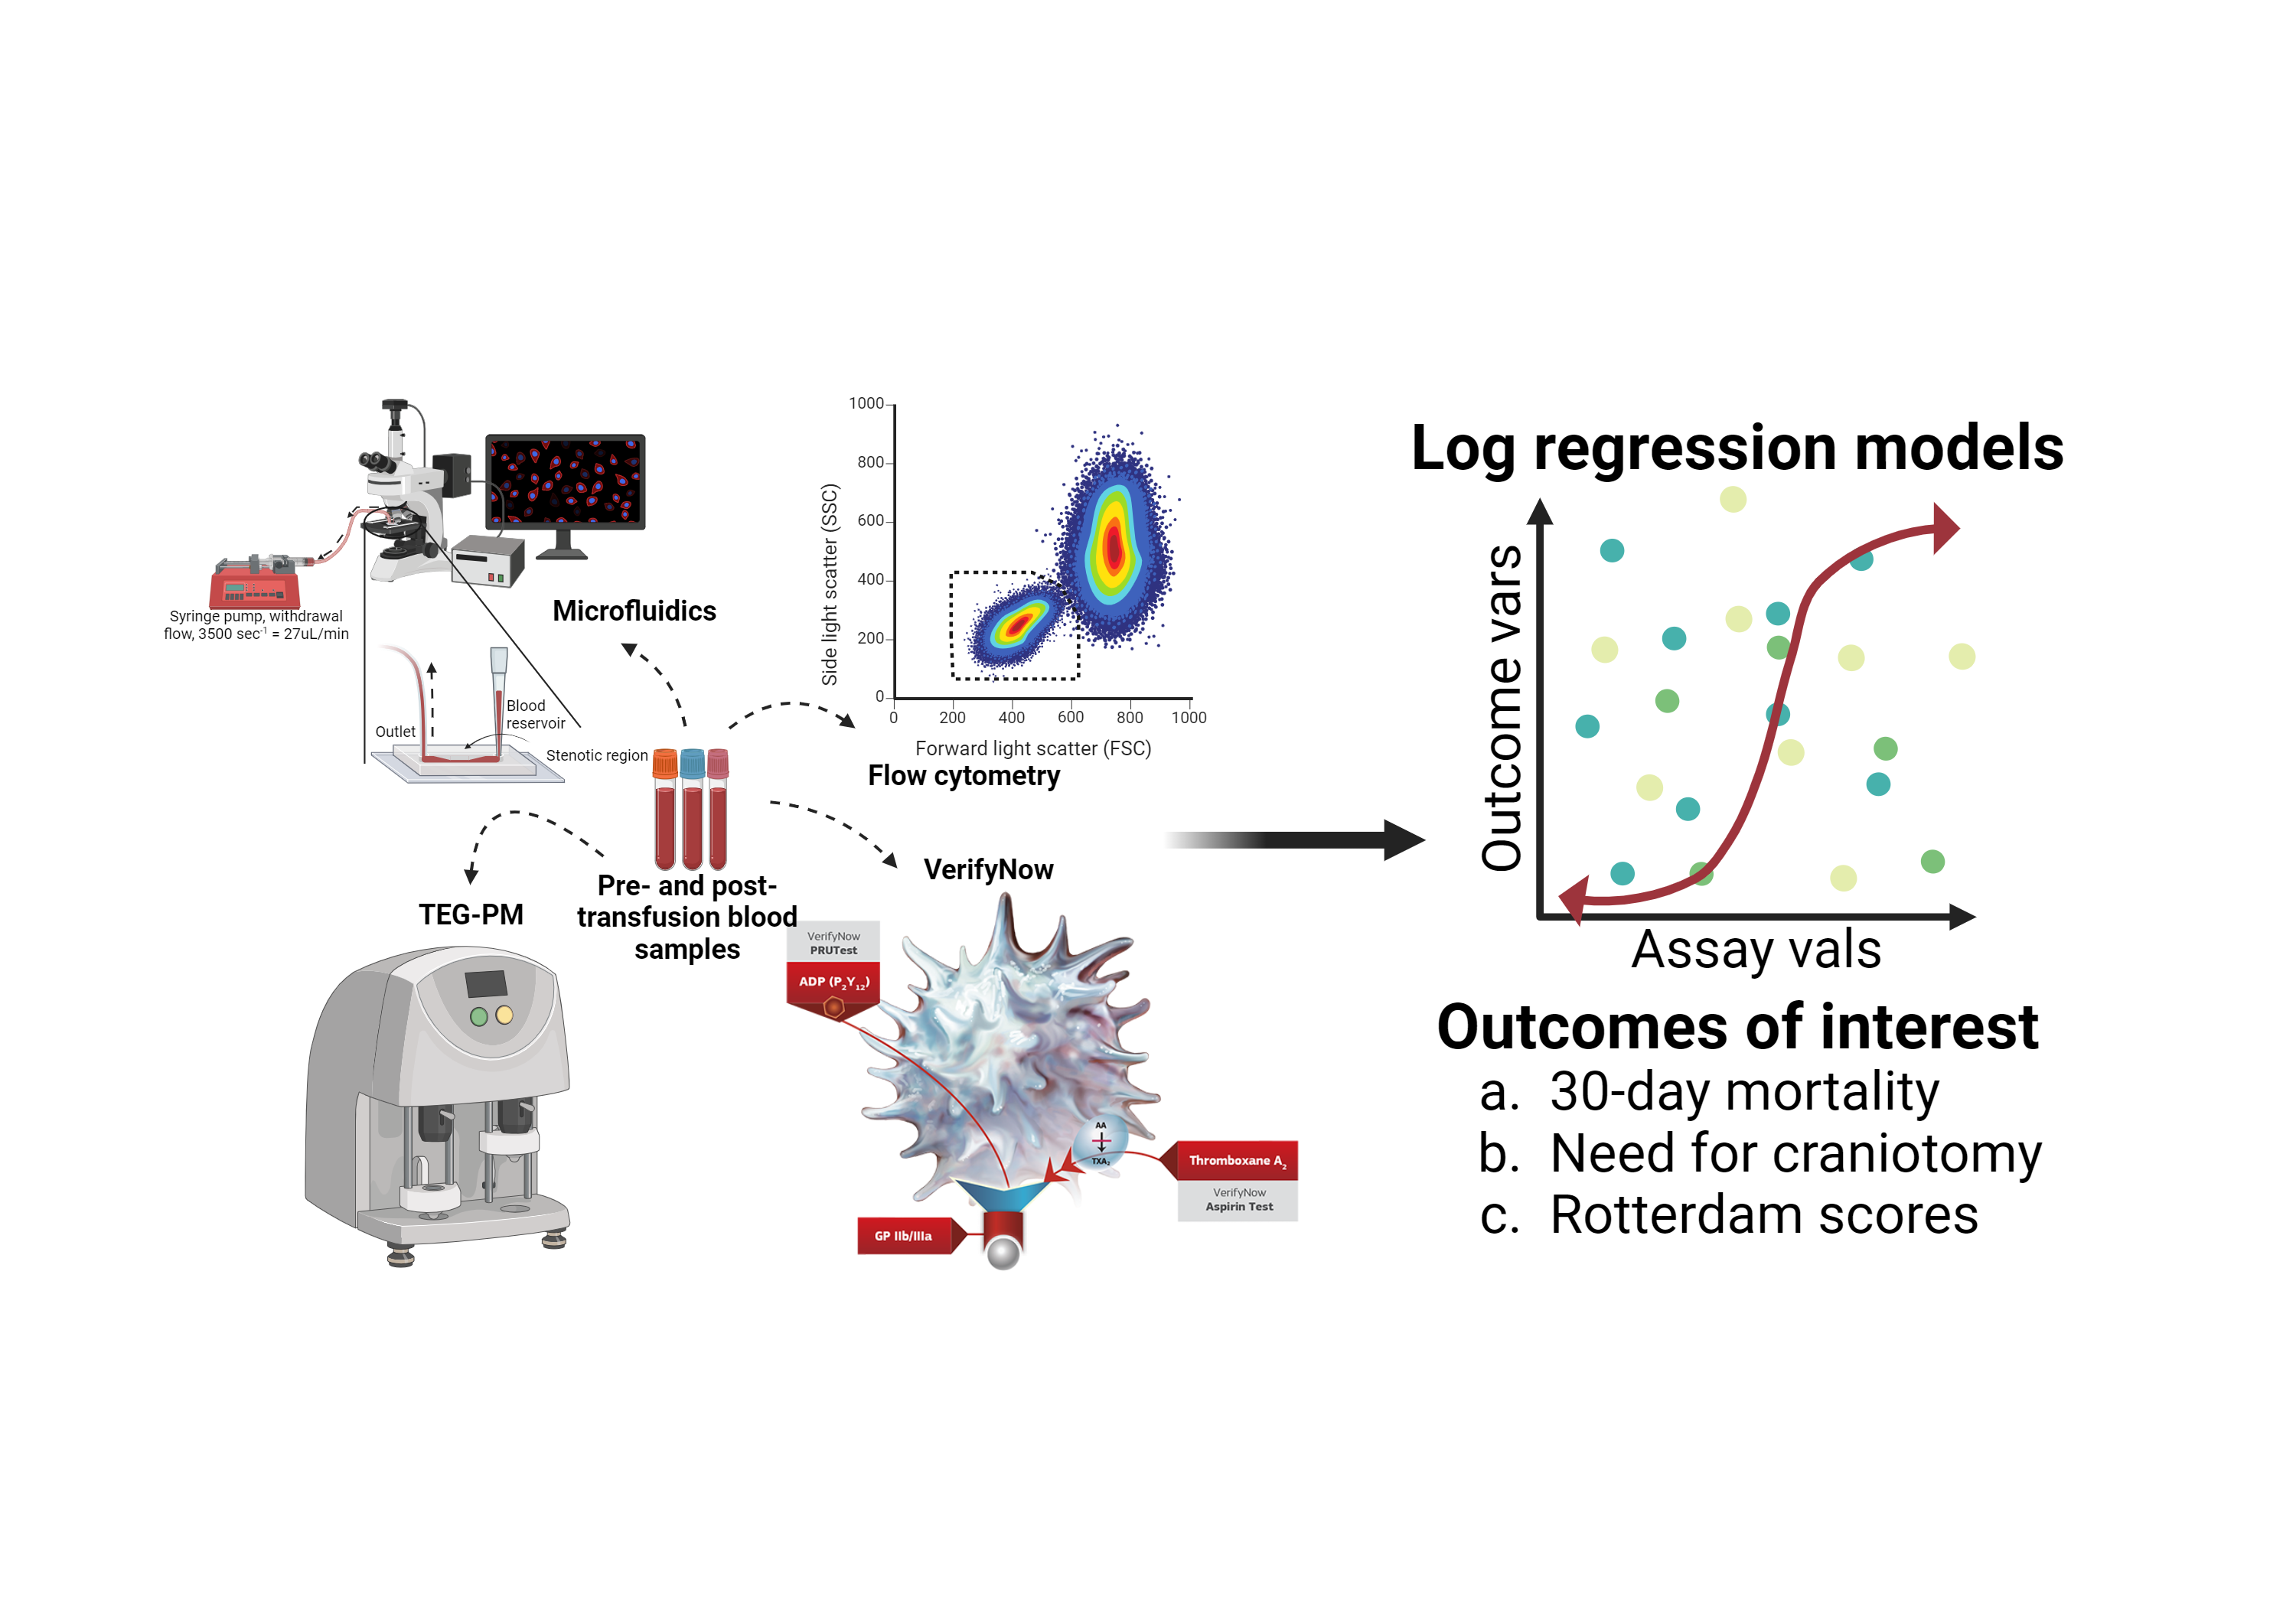 Syringe pump, withdrawal
flow, 3500 sec-1 = 27uL/min
Microfluidics
Outlet
Blood
reservoir
Stenotic region
1000
800
600
400
200
0
0 200 400 600 800 1000
Side light scatter (SSC)
Forward light scatter (FSC)
Flow cytometry
TEG-PM
Pre- and post-
transfusion blood
samples
VerifyNow
VerifyNow
PRUTest
ADP (P2Y12)
AA
TXA2
Thromboxane A2
VerifyNow
Aspirin Test
GP IIb/IIIa
Log regression models
Outcome vars
Assay vals
Outcomes of interest
a. 30-day mortality
b. Need for craniotomy
c. Rotterdam scores